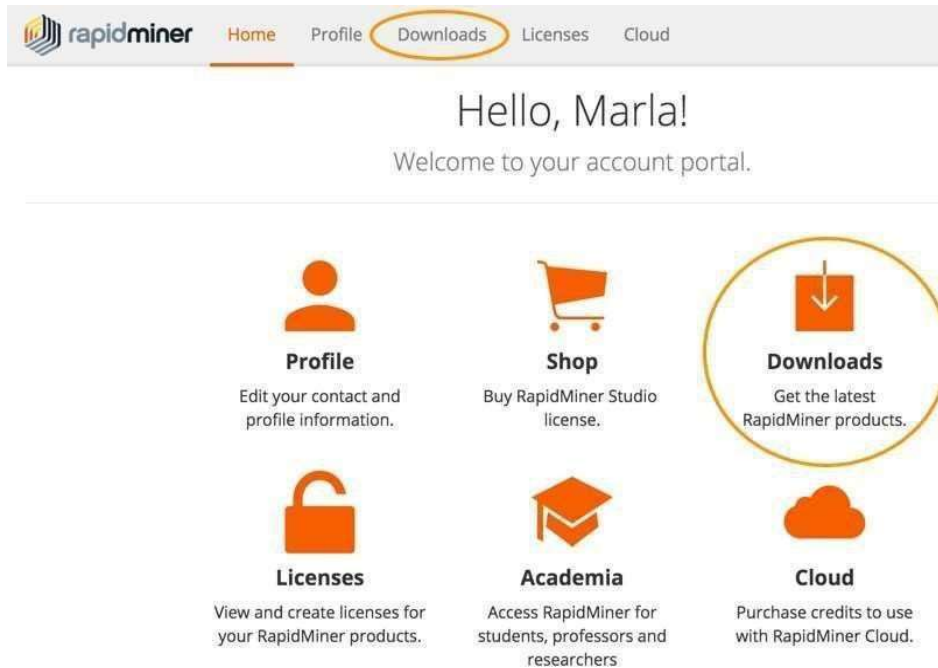 rapidminer Home Profile Downloads Licenses Cloud
Hello, Marla!
Welcome to your account portal.
Profile
Edit your contact and
profile information.
Shop
Buy RapidMiner Studio
license.
Downloads
Get the latest
RapidMiner products.
Licenses
View and create licenses for
your RapidMiner products.
Academia
Access RapidMiner for
students, professors and
researchers
Cloud
Purchase credits to use
with RapidMiner Cloud.